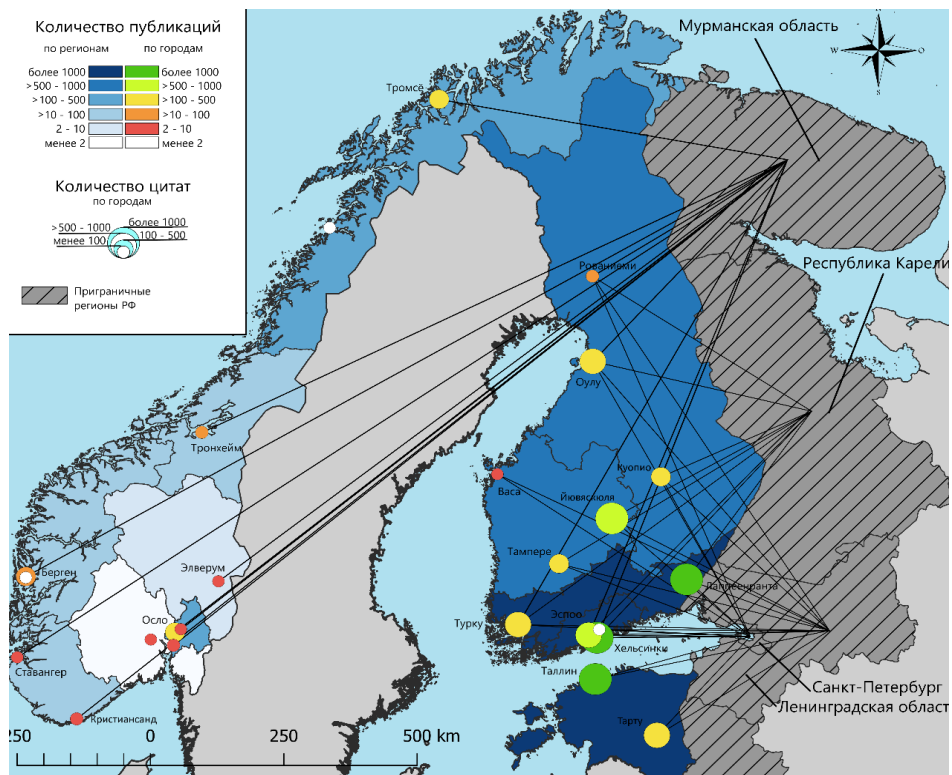 Количество публикаций
по регионам по городам
более 1000 более 1000
>500 - 1000 >500 - 1000
>100 - 500 >100 - 500
>10 - 100 >10 - 100
2 - 10 2 - 10
менее 2 менее 2
Количество цитат
по городам
>500 - 1000 более 1000
менее 100 100 - 500
Приграничные
регионы РФ
Мурманская область
N
W O
S
Тромсё
Республика Карели
Рованиеми
Оулу
Тронхейм
Куопио
Васа
Йювяскюля
Тампере
Берген
Элверум
Лаппеенранта
Осло
Турку
Эспоо
Хельсинки
Ставангер
Таллин
Санкт-Петербург
Ленинградская област
Кристиансанд
Тарту
250 0 250 500 km